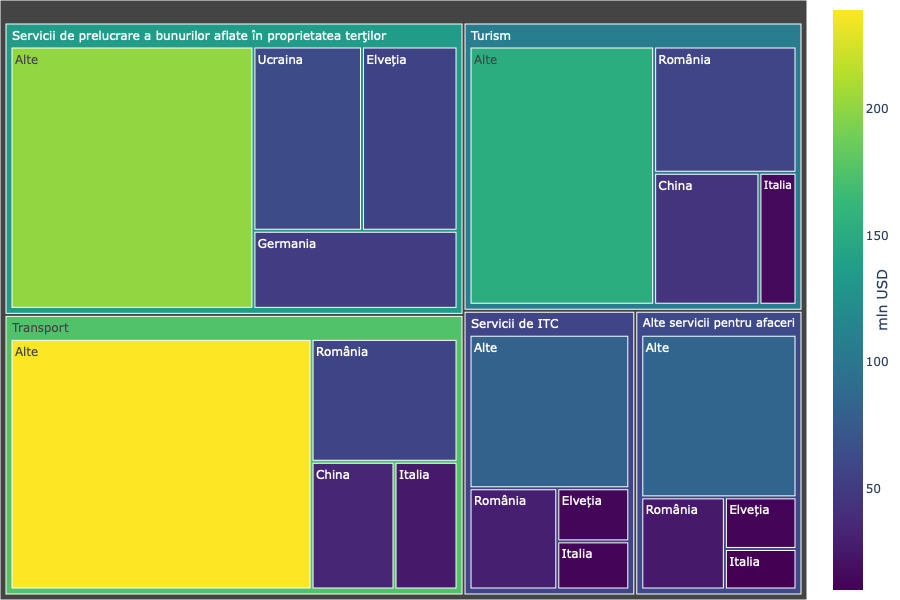 Servicii de prelucrare a bunurilor aflate în proprietatea terților
Alte
Ucraina
Elveția
Germania
Turism
Alte
România
China
Italia
Transport
Alte
România
China
Italia
Servicii de ITC
Alte
România
Elveția
Italia
Alte servicii pentru afaceri
Alte
România
Elveția
Italia
200
150
100
50
mln USD